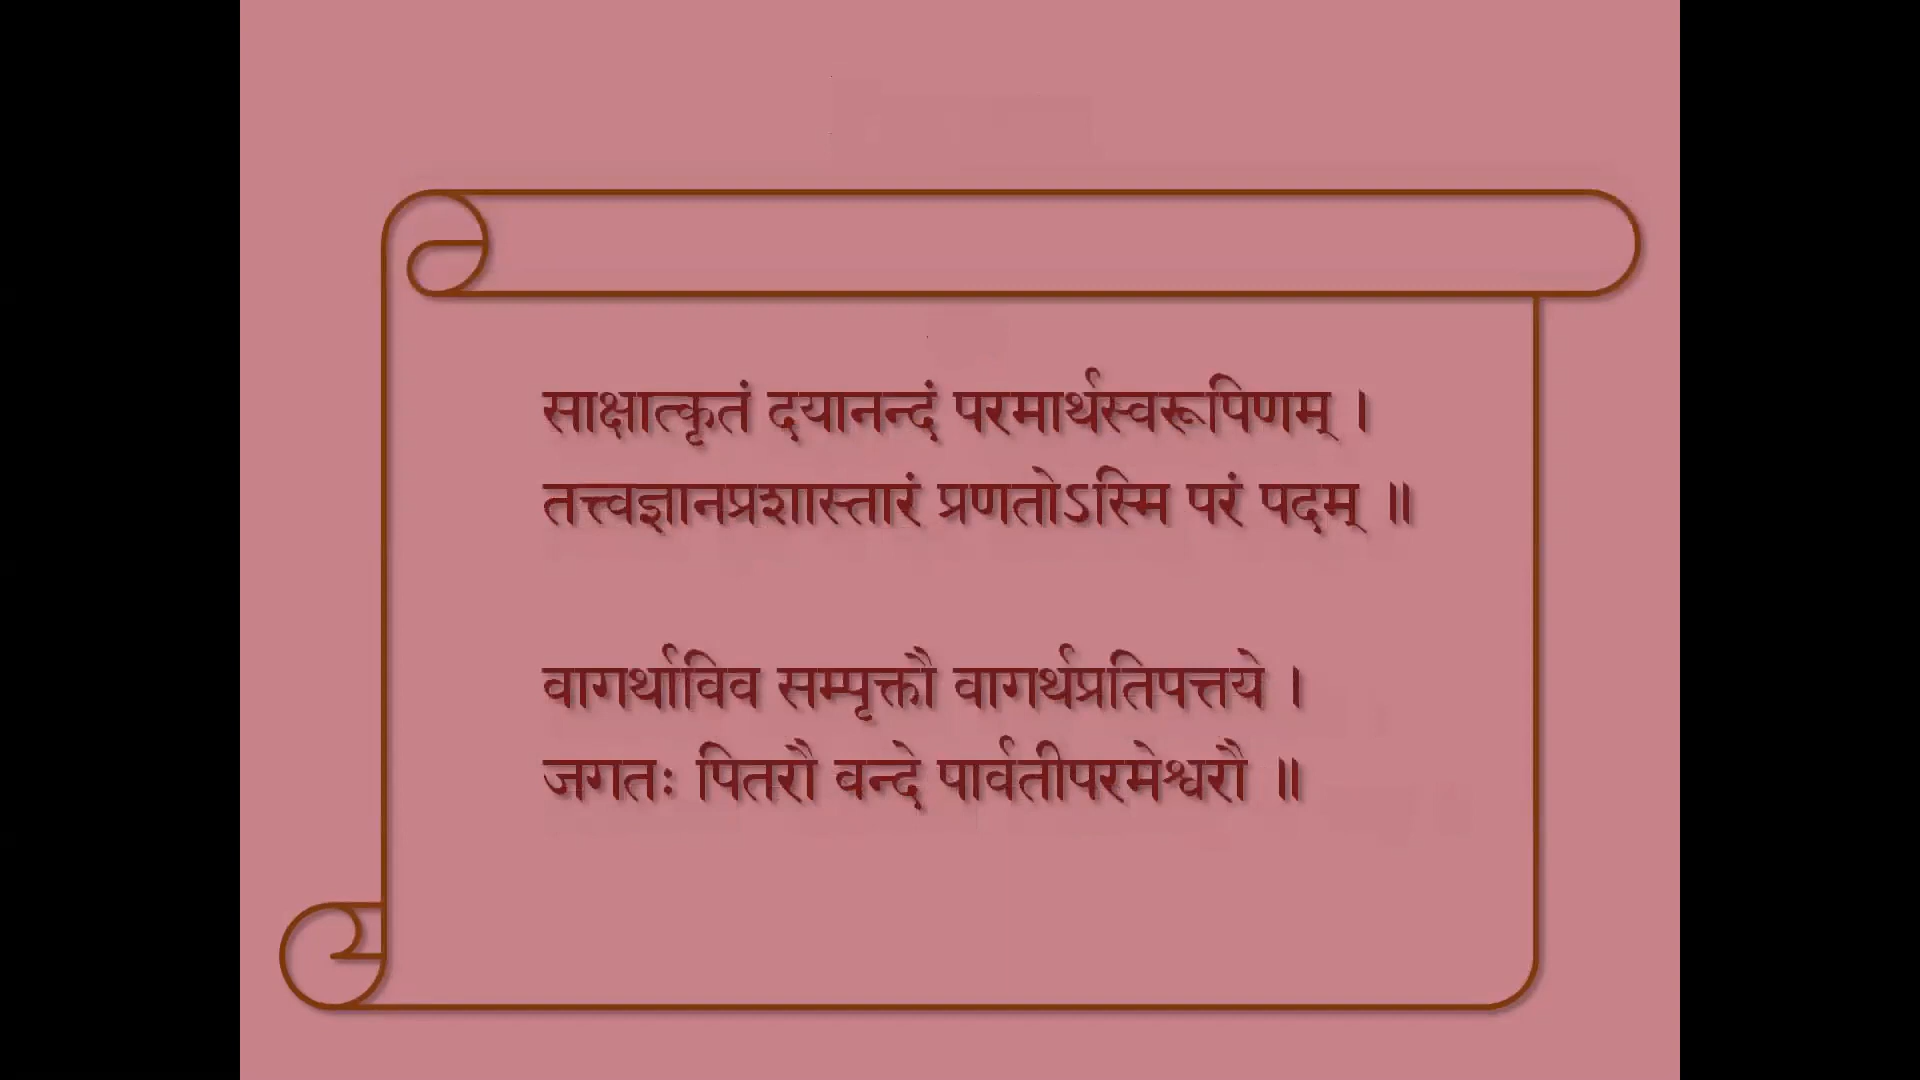 साक्षात्कृतं दयानन्दं परमार्थस्वरूपिणम् ।
तत्त्वज्ञानप्रशास्तारं प्रणतोऽस्मि परं पदम् ॥
वागर्थाविव सम्पृक्तौ वागर्थप्रतिपत्तये ।
जगतः पितरौ वन्दे पार्वतीपरमेश्वरौ ॥